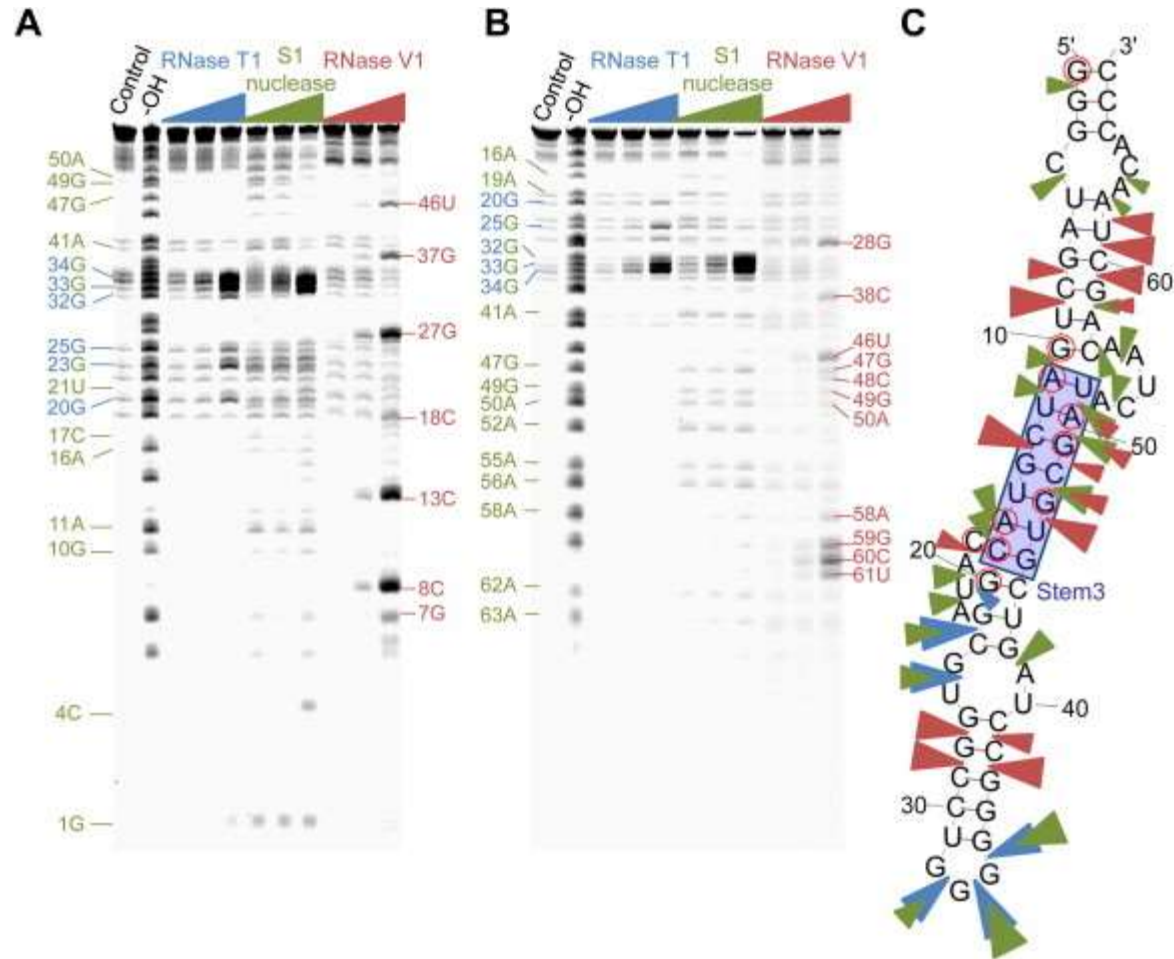 A
Control
-OH
RNase T1
S1
nuclease
RNase V1
50A
49G
47G
41A
34G
33G
32G
25G
23G
21U
20G
17C
16A
11A
10G
4C
1G
46U
37G
27G
18C
13C
8C
7G
B
Control
-OH
RNase T1
S1
nuclease
RNase V1
16A
19A
20G
25G
32G
33G
34G
41A
47G
49G
50A
52A
55A
56A
58A
62A
63A
28G
38C
46U
47G
48C
49G
50A
58A
59G
60C
61U
C
5'
3'
G C
G C
G C
C A
U C
A A
A A
G U
C C 60
U G
10 G A
A C A A
U U A U
C A C
G G 50
U C
A G
C C U
20 A G G
U G C Stem3
A G U
C G
G A
U U 40
G C
G C
C G
30 C G
U G
G G
G